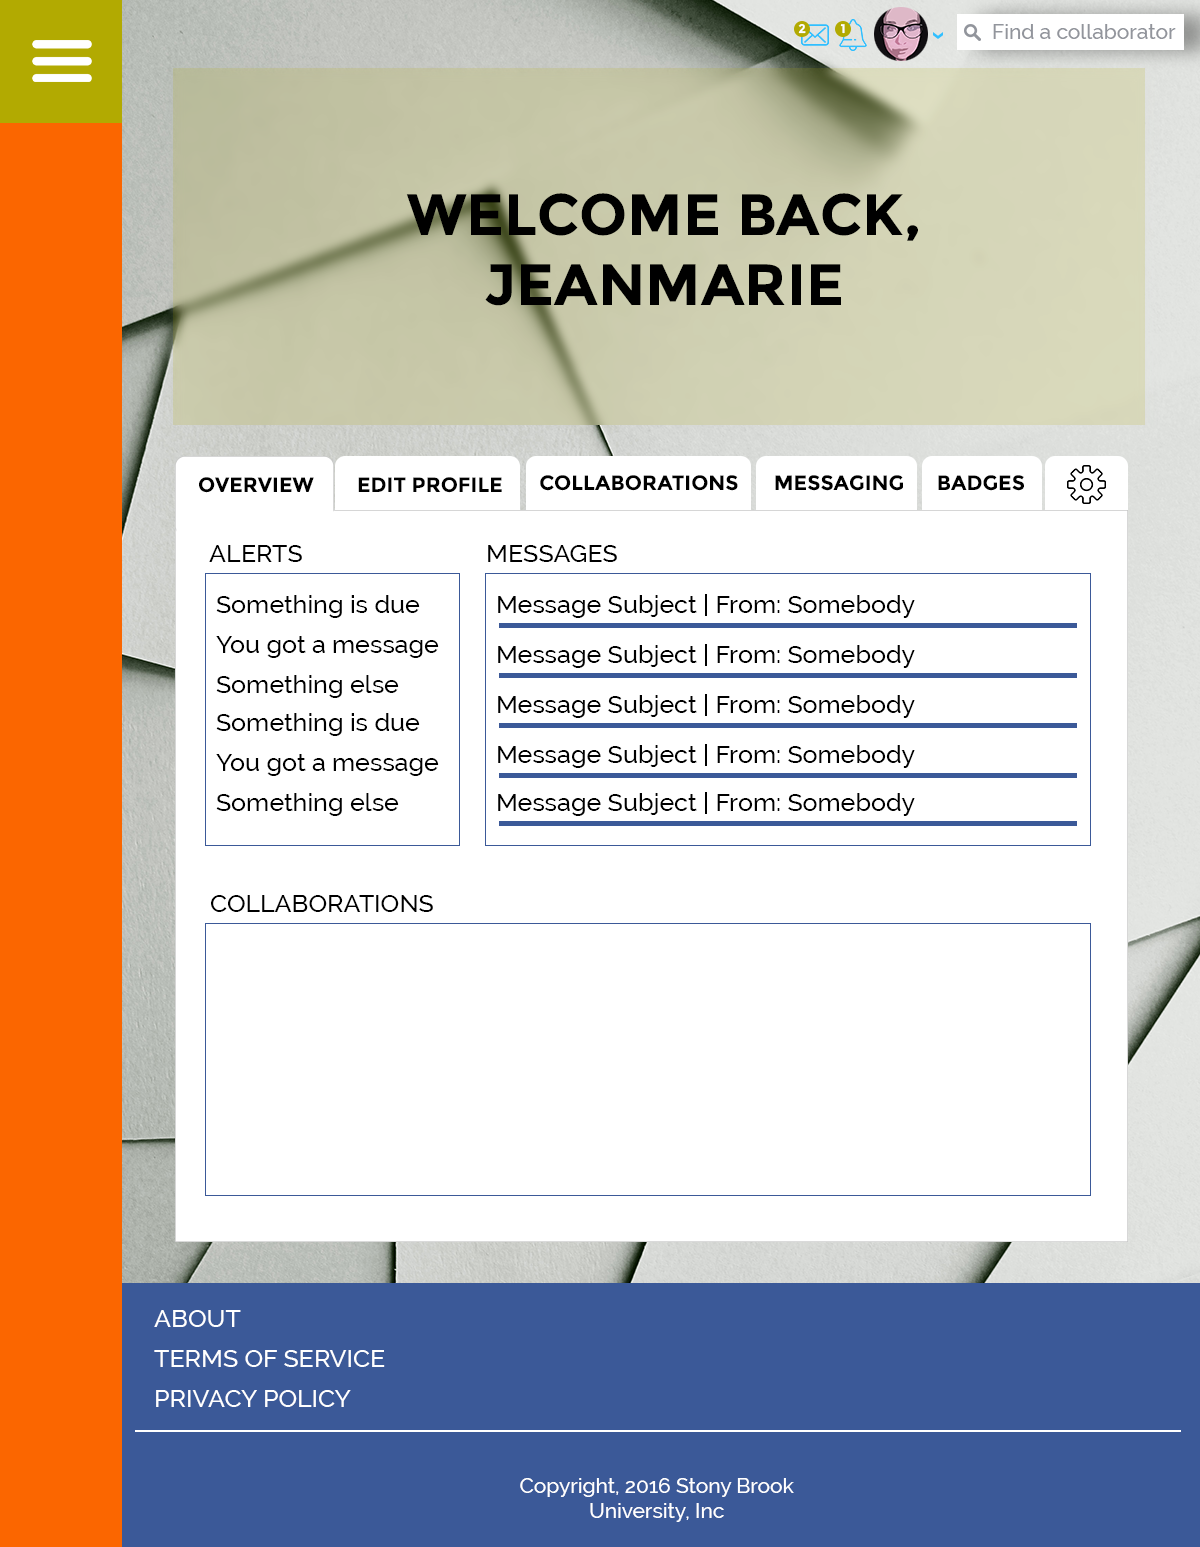 2
1
Find a collaborator
WELCOME BACK,
JEANMARIE
OVERVIEW
EDIT PROFILE
COLLABORATIONS
MESSAGING
BADGES
ALERTS
Something is due
You got a message
Something else
Something is due
You got a message
Something else
MESSAGES
Message Subject | From: Somebody
Message Subject | From: Somebody
Message Subject | From: Somebody
Message Subject | From: Somebody
Message Subject | From: Somebody
COLLABORATIONS
ABOUT
TERMS OF SERVICE
PRIVACY POLICY
Copyright, 2016 Stony Brook
University, Inc